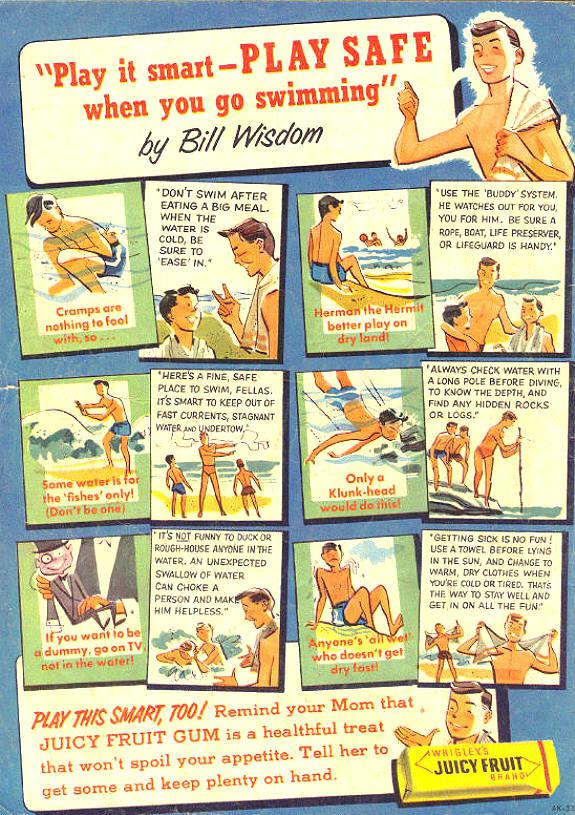 "Play it smart—PLAY SAFE
when you go swimming"
by Bill Wisdom
Cramps are
nothing to fool
with, so...
"DON'T SWIM AFTER
EATING A BIG MEAL.
WHEN THE
WATER IS
COLD, BE
SURE TO
'EASE' IN."
Herman the Hermit
better play on
dry land!
"USE THE 'BUDDY' SYSTEM.
HE WATCHES OUT FOR YOU,
YOU FOR HIM. BE SURE A
ROPE, BOAT, LIFE PRESERVER,
OR LIFEGUARD IS HANDY."
Some water is for
the 'fishes' only!
(Don't be one)
"HERE'S A FINE, SAFE
PLACE TO SWIM, FELLAS.
IT'S SMART TO KEEP OUT OF
FAST CURRENTS, STAGNANT
WATER AND UNDERTOW."
Only a
Klunk-head
would do this!
"ALWAYS CHECK WATER WITH
A LONG POLE BEFORE DIVING,
TO KNOW THE DEPTH, AND
FIND ANY HIDDEN ROCKS
OR LOGS."
If you want to be
a dummy, go on TV,
not in the water!
"IT'S NOT FUNNY TO DUCK OR
ROUGH-HOUSE ANYONE IN THE
WATER. AN UNEXPECTED
SWALLOW OF WATER
CAN CHOKE A
PERSON AND MAKE
HIM HELPLESS."
Anyone's 'all wet'
who doesn't get
dry fast!
"GETTING SICK IS NO FUN!
USE A TOWEL BEFORE LYING
IN THE SUN, AND CHANGE TO
WARM, DRY CLOTHES WHEN
YOU'RE COLD OR TIRED. THAT'S
THE WAY TO STAY WELL AND
GET IN ON ALL THE FUN."
PLAY THIS SMART, TOO! Remind your Mom that
JUICY FRUIT GUM is a healthful treat
that won't spoil your appetite. Tell her to
get some and keep plenty on hand.
WRIGLEY'S
JUICY FRUIT
BRAND